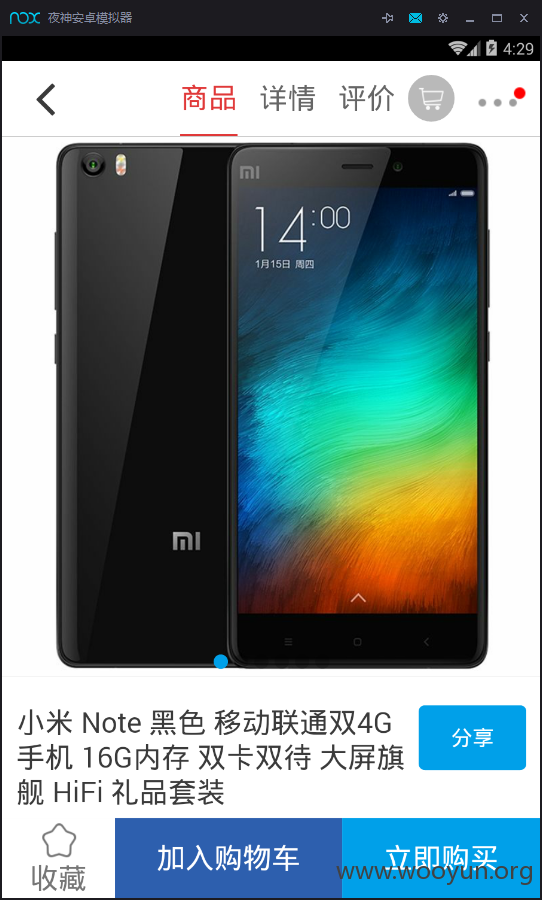 nox 夜神安卓模拟器
4:29
商品 详情 评价
MI
14:00
1月15日 周四
MI
小米 Note 黑色 移动联通双4G
手机 16G内存 双卡双待 大屏旗
舰 HiFi 礼品套装
分享
收藏
加入购物车
立即购买
www.wooyun.org